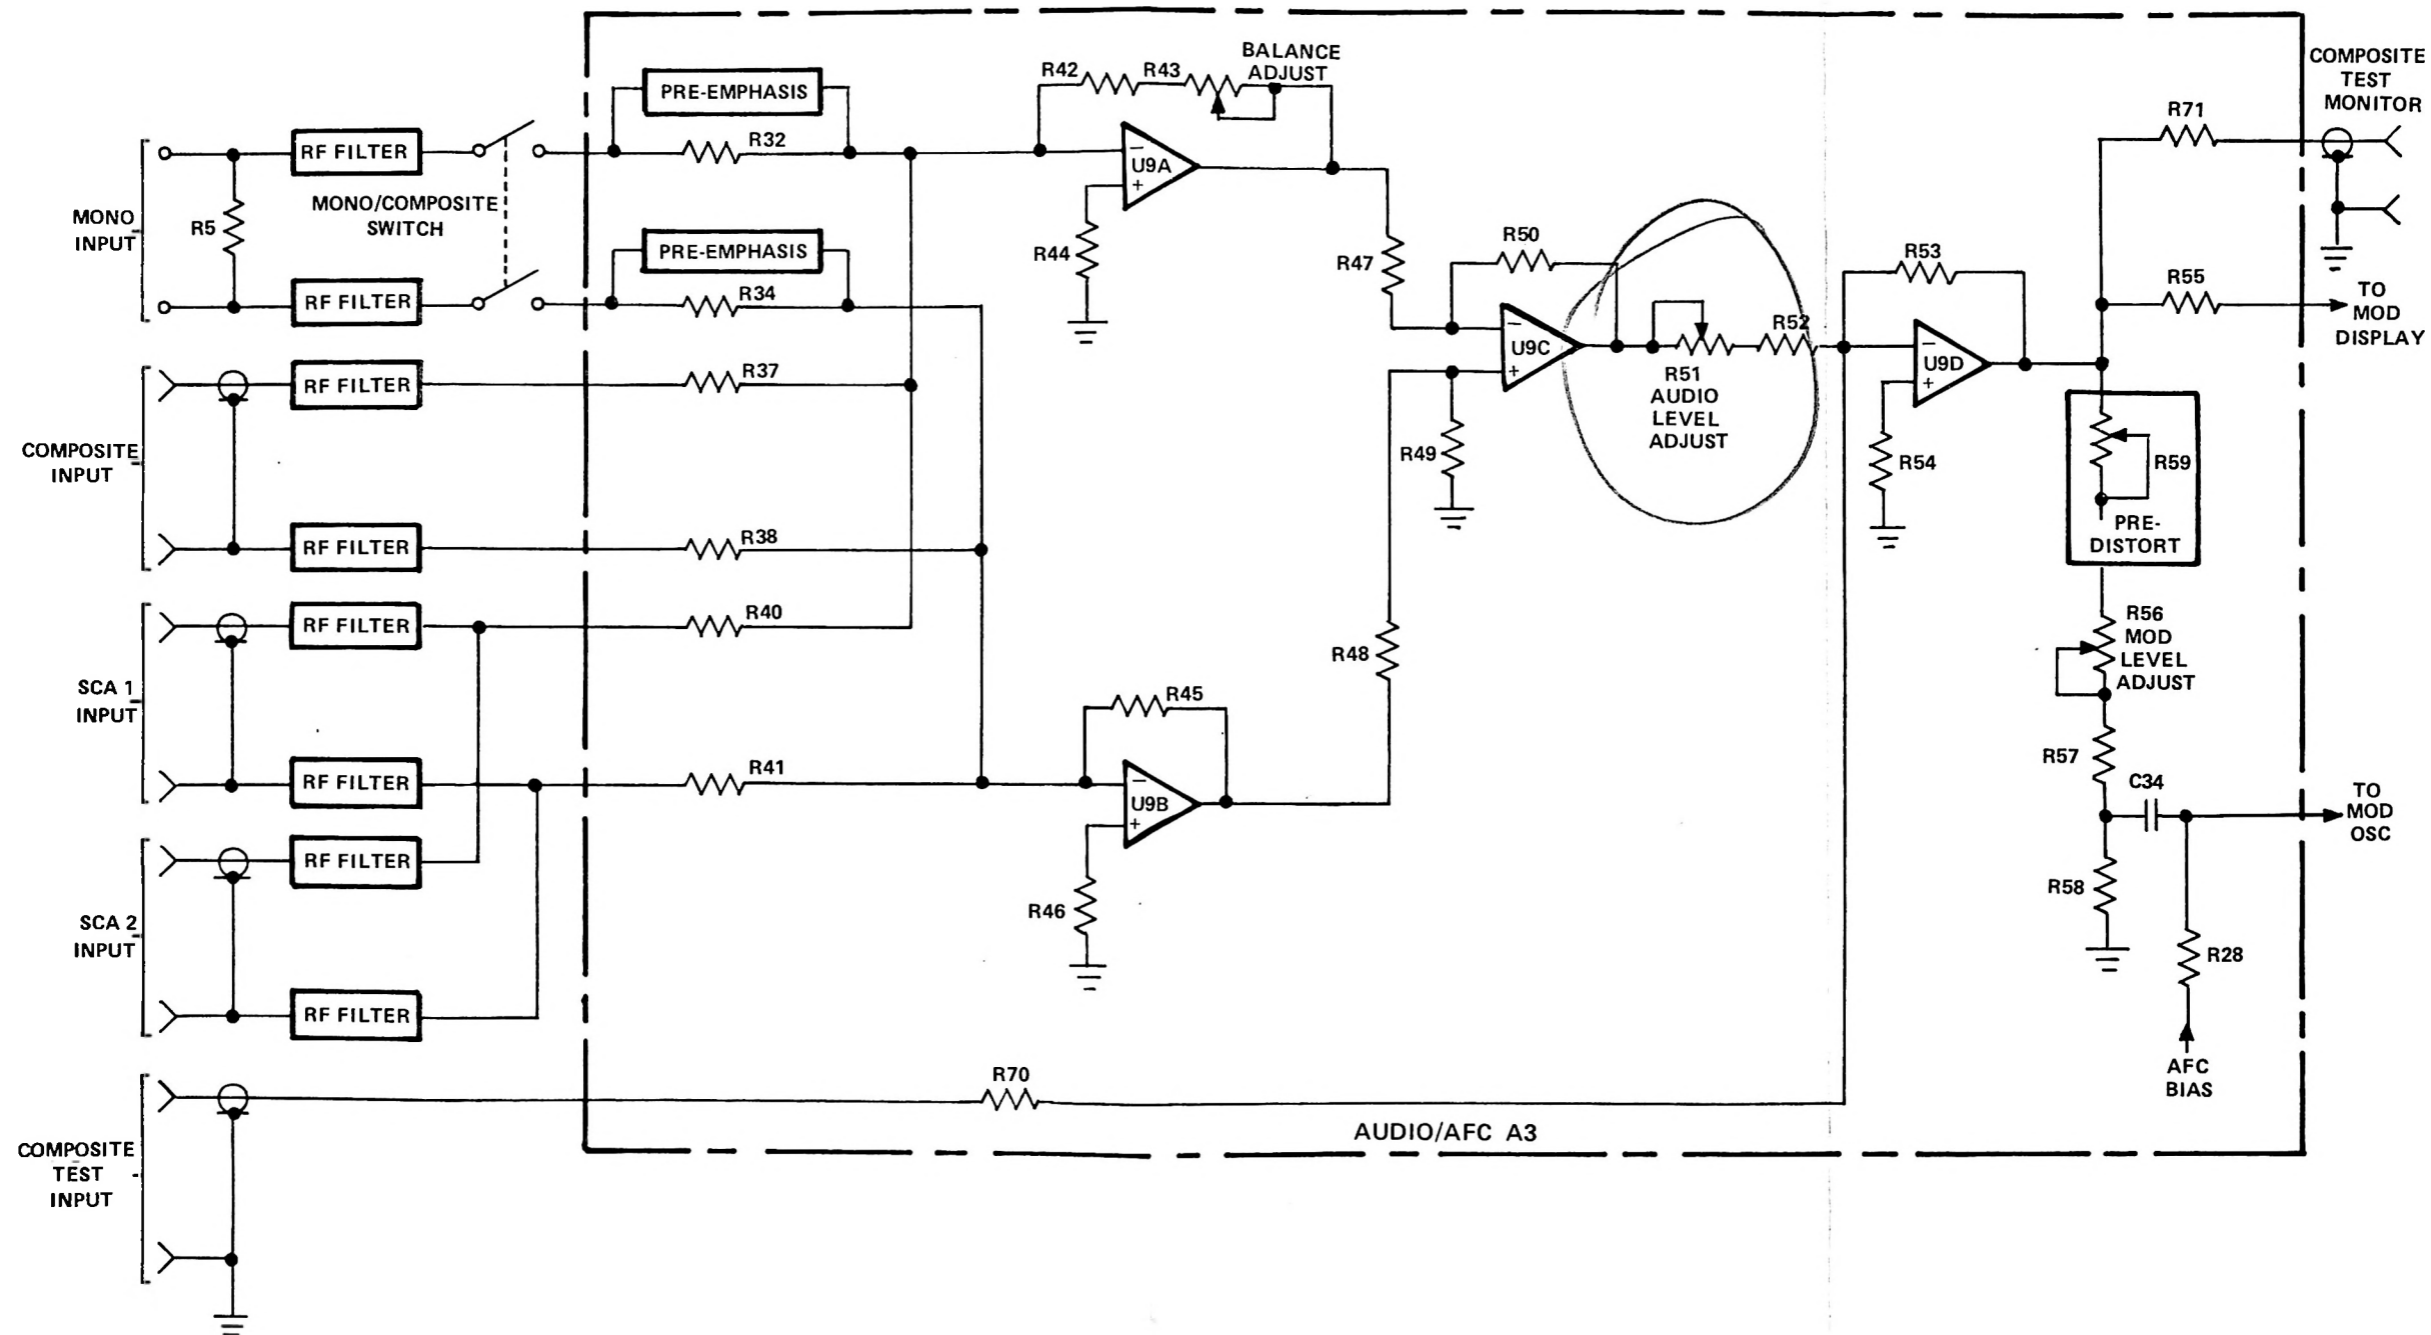 BALANCE
ADJUST
COMPOSITE
TEST
MONITOR
R42
R43
PRE-EMPHASIS
R71
RF FILTER
R32
U9A
−
+
MONO
INPUT
R5
MONO/COMPOSITE
SWITCH
PRE-EMPHASIS
R44
R47
R50
R53
RF FILTER
R34
R55
TO
MOD
DISPLAY
U9C
−
+
R52
U9D
−
+
R51
AUDIO
LEVEL
ADJUST
RF FILTER
R37
COMPOSITE
INPUT
R49
R54
R59
PRE-
DISTORT
RF FILTER
R38
RF FILTER
R40
R56
MOD
LEVEL
ADJUST
R48
SCA 1
INPUT
R45
R57
RF FILTER
R41
U9B
−
+
C34
TO
MOD
OSC
RF FILTER
R58
R46
SCA 2
INPUT
R28
RF FILTER
AFC
BIAS
R70
AUDIO/AFC A3
COMPOSITE
TEST
INPUT